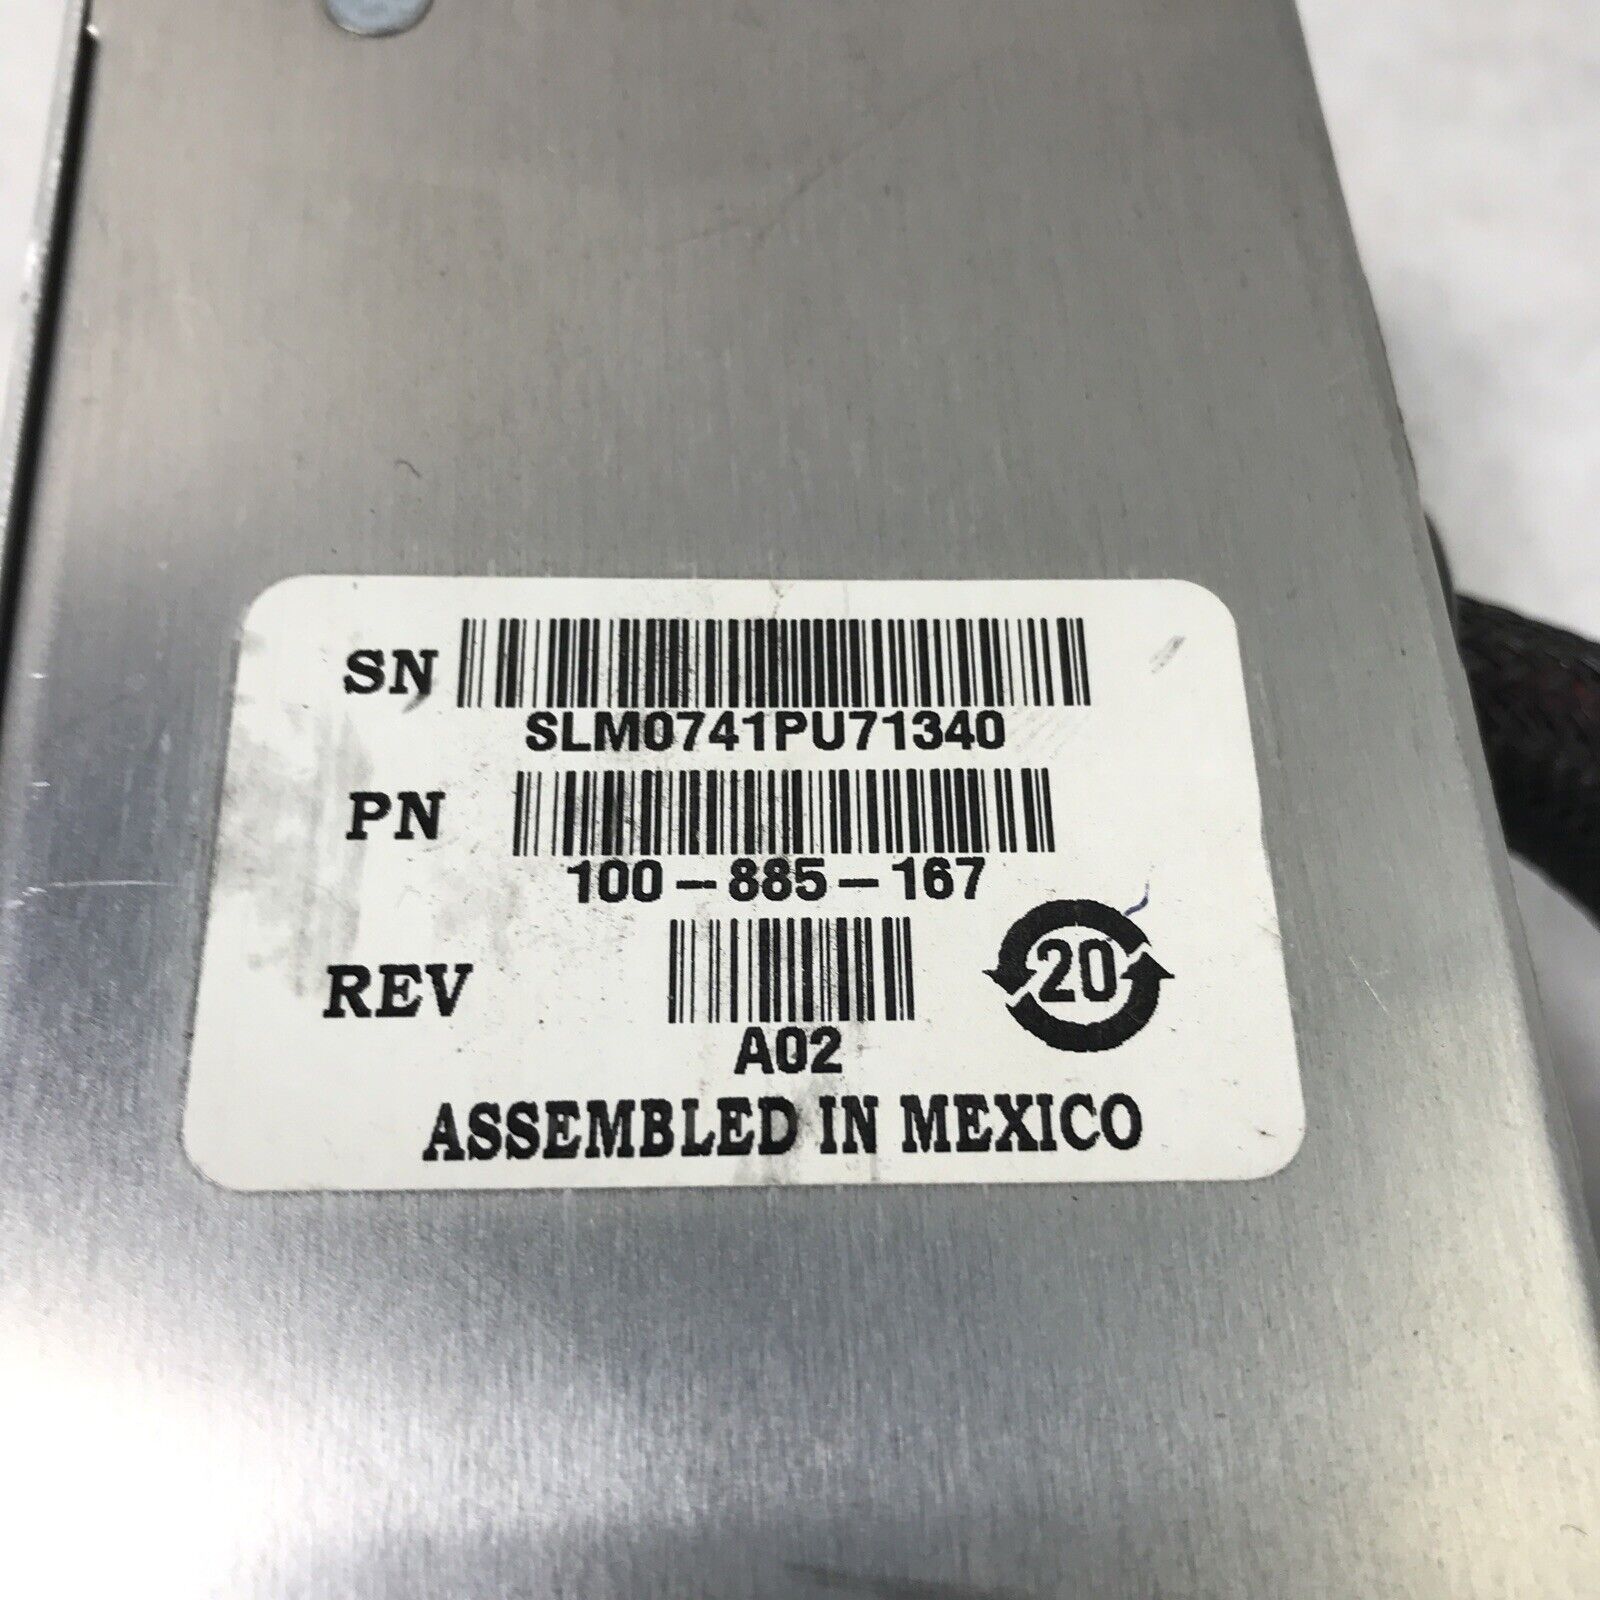 SN
SLM0741PU71340
PN
100-885-167
REV
20
A02
ASSEMBLED IN MEXICO